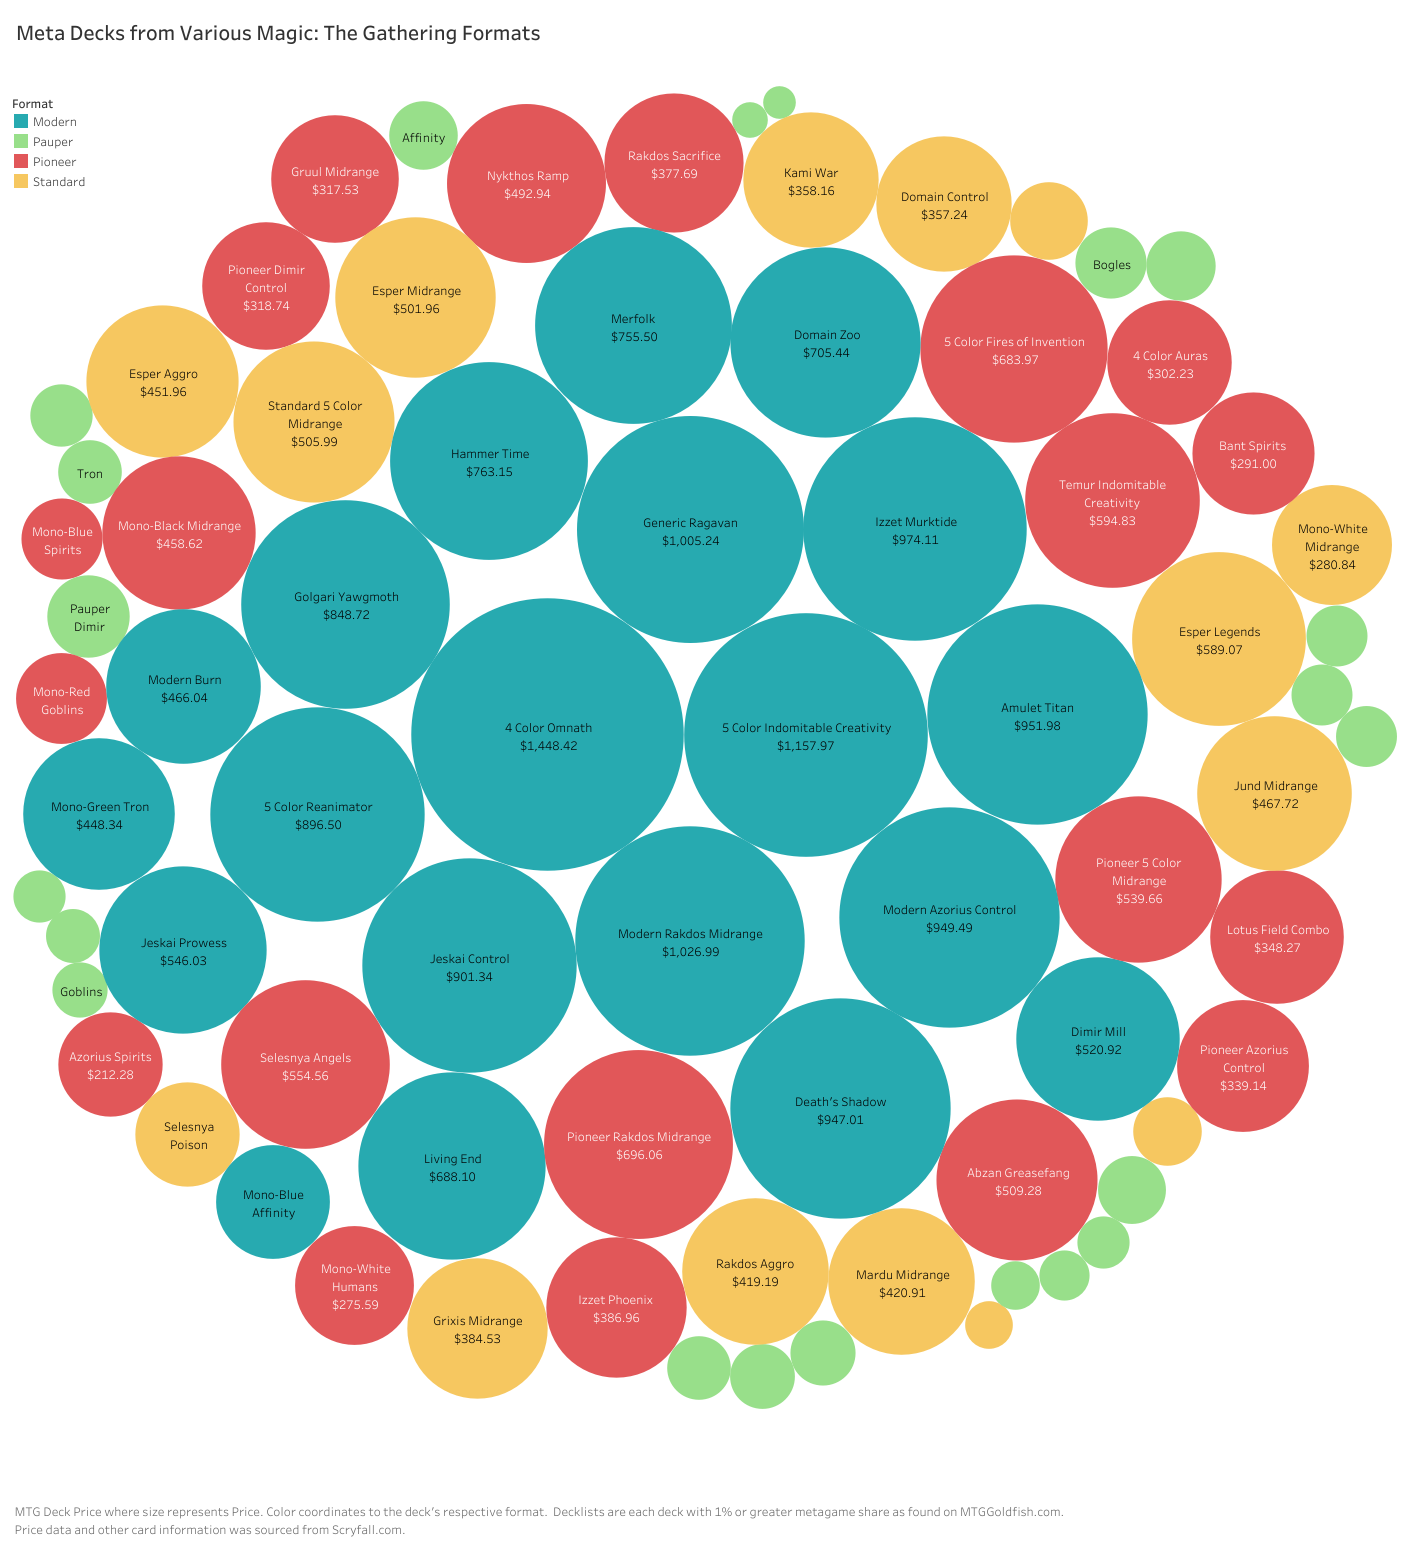 Meta Decks from Various Magic: The Gathering Formats
Format
Modern
Pauper
Pioneer
Standard
Affinity
Gruul Midrange
$317.53
Nykthos Ramp
$492.94
Rakdos Sacrifice
$377.69
Kami War
$358.16
Domain Control
$357.24
Pioneer Dimir
Control
$318.74
Esper Midrange
$501.96
Merfolk
$755.50
Domain Zoo
$705.44
5 Color Fires of Invention
$683.97
Bogles
4 Color Auras
$302.23
Esper Aggro
$451.96
Standard 5 Color
Midrange
$505.99
Hammer Time
$763.15
Generic Ragavan
$1,005.24
Izzet Murktide
$974.11
Temur Indomitable
Creativity
$594.83
Bant Spirits
$291.00
Tron
Mono-Blue
Spirits
Mono-Black Midrange
$458.62
Mono-White
Midrange
$280.84
Pauper
Dimir
Golgari Yawgmoth
$848.72
Esper Legends
$589.07
Mono-Red
Goblins
Modern Burn
$466.04
4 Color Omnath
$1,448.42
5 Color Indomitable Creativity
$1,157.97
Amulet Titan
$951.98
Mono-Green Tron
$448.34
5 Color Reanimator
$896.50
Jund Midrange
$467.72
Pioneer 5 Color
Midrange
$539.66
Jeskai Prowess
$546.03
Jeskai Control
$901.34
Modern Rakdos Midrange
$1,026.99
Modern Azorius Control
$949.49
Lotus Field Combo
$348.27
Goblins
Azorius Spirits
$212.28
Selesnya Angels
$554.56
Dimir Mill
$520.92
Pioneer Azorius
Control
$339.14
Selesnya
Poison
Living End
$688.10
Pioneer Rakdos Midrange
$696.06
Death's Shadow
$947.01
Abzan Greasefang
$509.28
Mono-Blue
Affinity
Mono-White
Humans
$275.59
Grixis Midrange
$384.53
Izzet Phoenix
$386.96
Rakdos Aggro
$419.19
Mardu Midrange
$420.91
MTG Deck Price where size represents Price. Color coordinates to the deck's respective format.  Decklists are each deck with 1% or greater metagame share as found on MTGGoldfish.com.
Price data and other card information was sourced from Scryfall.com.